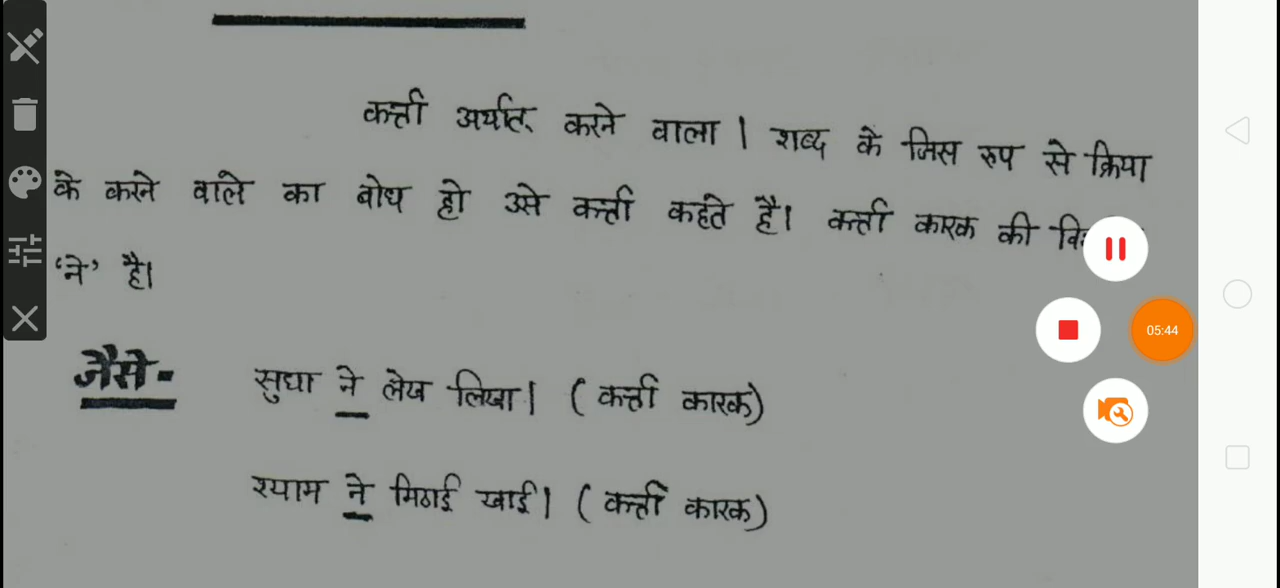 कर्त्ता अर्थात् करने वाला । शब्द के जिस रुप से क्रिया
के करने वाले का बोध हो उसे कर्त्ता कहते है। कर्त्ता कारक की
‘ने’ है।
जैसे-
सुधा ने लेख लिखा। ( कर्त्ता कारक)
श्याम ने मिठाई खाई। ( कर्त्ता कारक)
05:44